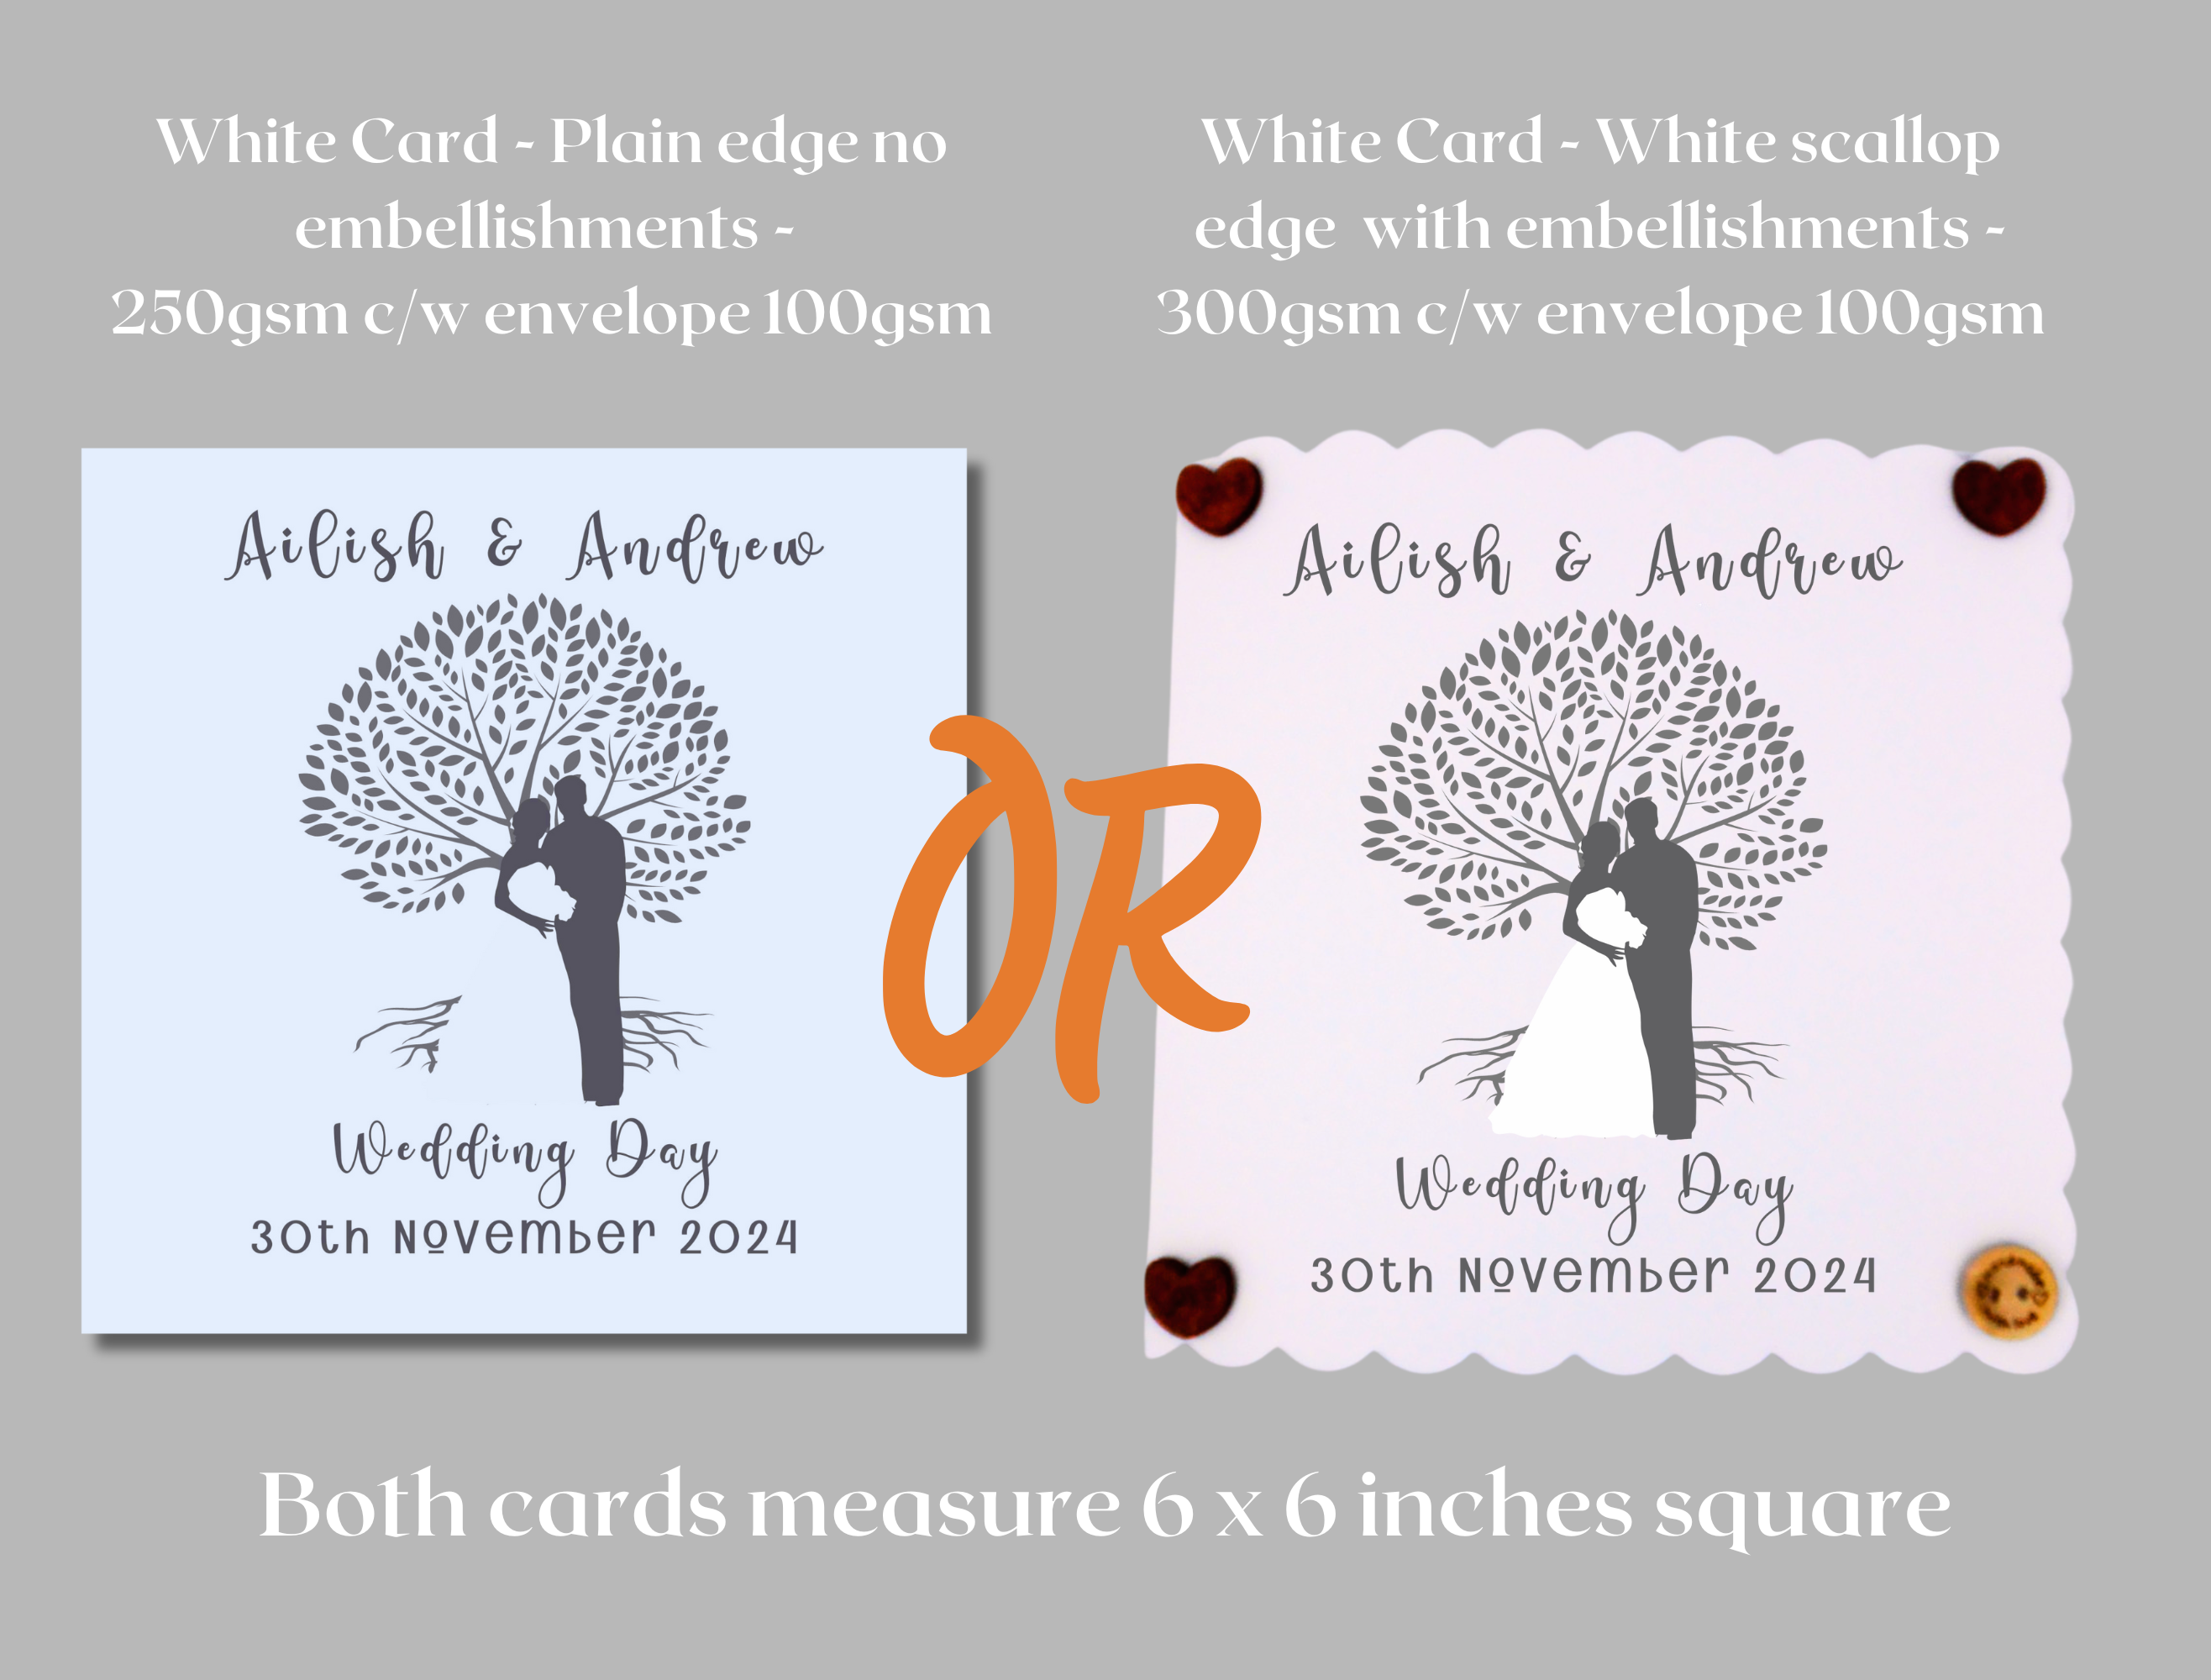 White Card - Plain edge no
embellishments -
250gsm c/w envelope 100gsm
White Card - White scallop
edge with embellishments -
300gsm c/w envelope 100gsm
Ailish & Andrew
Wedding Day
30th November 2024
OR
Ailish & Andrew
Wedding Day
30th November 2024
Both cards measure 6 x 6 inches square